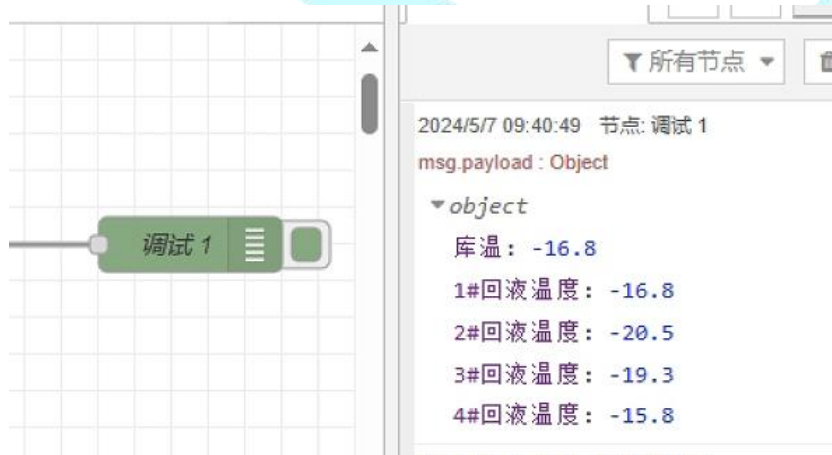 所有节点
2024/5/7 09:40:49 节点: 调试 1
msg.payload : Object
object
调试 1
库温: -16.8
1#回液温度: -16.8
2#回液温度: -20.5
3#回液温度: -19.3
4#回液温度: -15.8